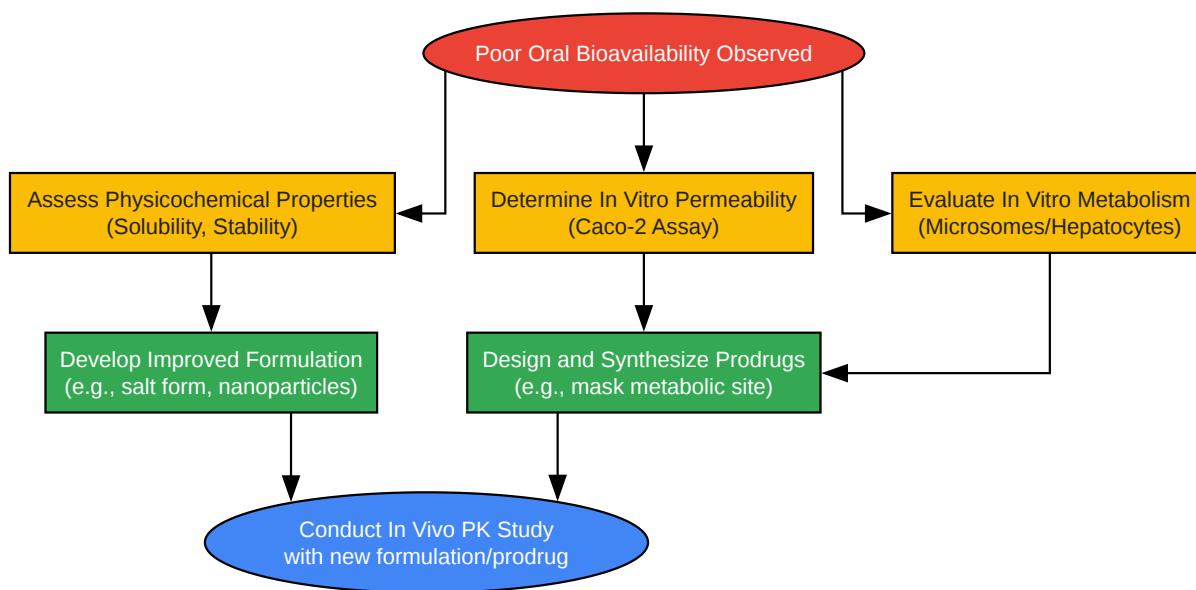 Poor Oral Bioavailability Observed
Assess Physicochemical Properties
(Solubility, Stability)
Determine In Vitro Permeability
(Caco-2 Assay)
Evaluate In Vitro Metabolism
(Microsomes/Hepatocytes)
Develop Improved Formulation
(e.g., salt form, nanoparticles)
Design and Synthesize Prodrugs
(e.g., mask metabolic site)
Conduct In Vivo PK Study
with new formulation/prodrug